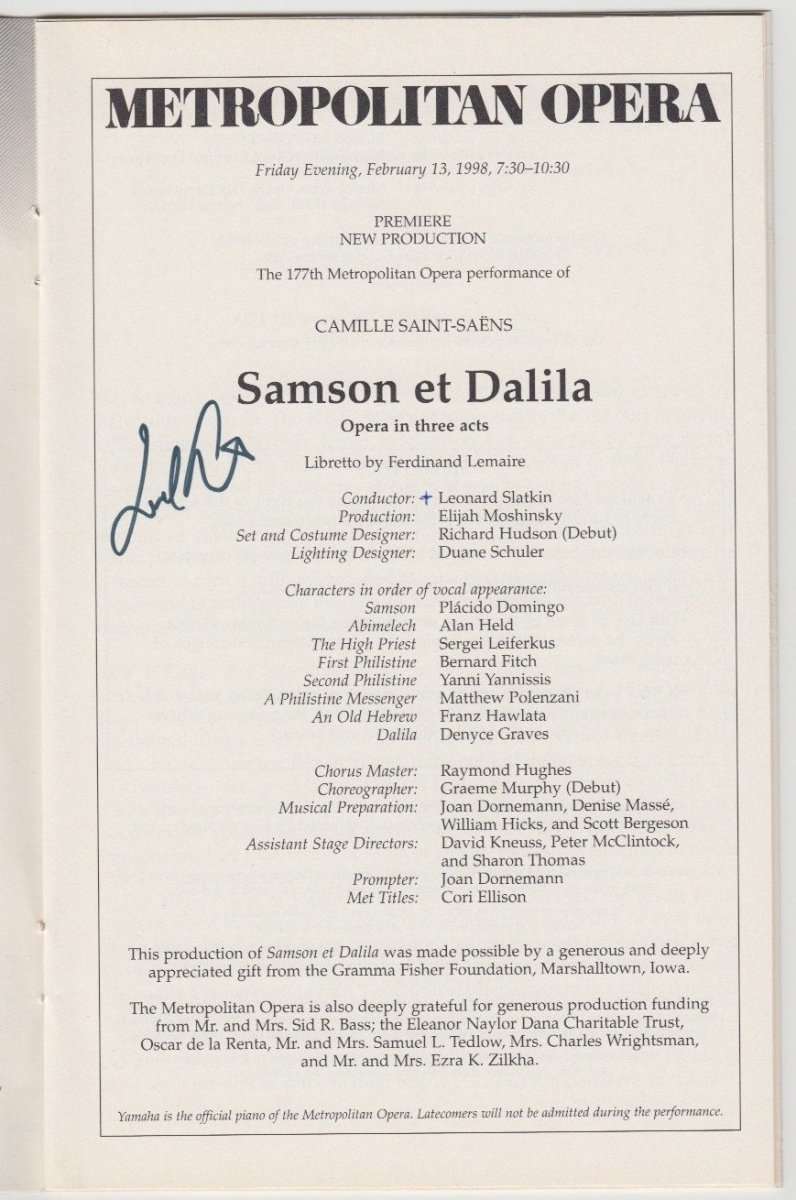 METROPOLITAN OPERA
Friday Evening, February 13, 1998, 7:30–10:30
PREMIERE
NEW PRODUCTION
The 177th Metropolitan Opera performance of
CAMILLE SAINT-SAËNS
Samson et Dalila
Opera in three acts
Libretto by Ferdinand Lemaire
Conductor: + Leonard Slatkin
Production: Elijah Moshinsky
Set and Costume Designer: Richard Hudson (Debut)
Lighting Designer: Duane Schuler
Characters in order of vocal appearance:
Samson Plácido Domingo
Abimelech Alan Held
The High Priest Sergei Leiferkus
First Philistine Bernard Fitch
Second Philistine Yanni Yannissis
A Philistine Messenger Matthew Polenzani
An Old Hebrew Franz Hawlata
Dalila Denyce Graves
Chorus Master: Raymond Hughes
Choreographer: Graeme Murphy (Debut)
Musical Preparation: Joan Dornemann, Denise Massé,
William Hicks, and Scott Bergeson
Assistant Stage Directors: David Kneuss, Peter McClintock,
and Sharon Thomas
Prompter: Joan Dornemann
Met Titles: Cori Ellison
This production of Samson et Dalila was made possible by a generous and deeply
appreciated gift from the Gramma Fisher Foundation, Marshalltown, Iowa.
The Metropolitan Opera is also deeply grateful for generous production funding
from Mr. and Mrs. Sid R. Bass; the Eleanor Naylor Dana Charitable Trust,
Oscar de la Renta, Mr. and Mrs. Samuel L. Tedlow, Mrs. Charles Wrightsman,
and Mr. and Mrs. Ezra K. Zilkha.
Yamaha is the official piano of the Metropolitan Opera. Latecomers will not be admitted during the performance.